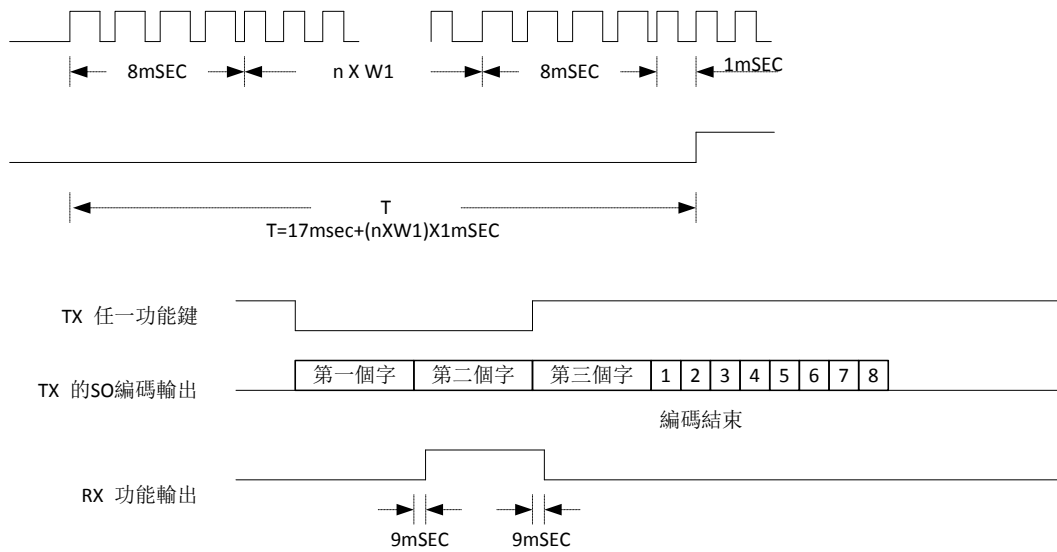 8mSEC n X W1 8mSEC 1mSEC
T
T=17msec+(nXW1)X1mSEC
TX 任一功能鍵
TX 的SO編碼輸出 第一個字 第二個字 第三個字 1 2 3 4 5 6 7 8
編碼結束
RX 功能輸出
9mSEC 9mSEC